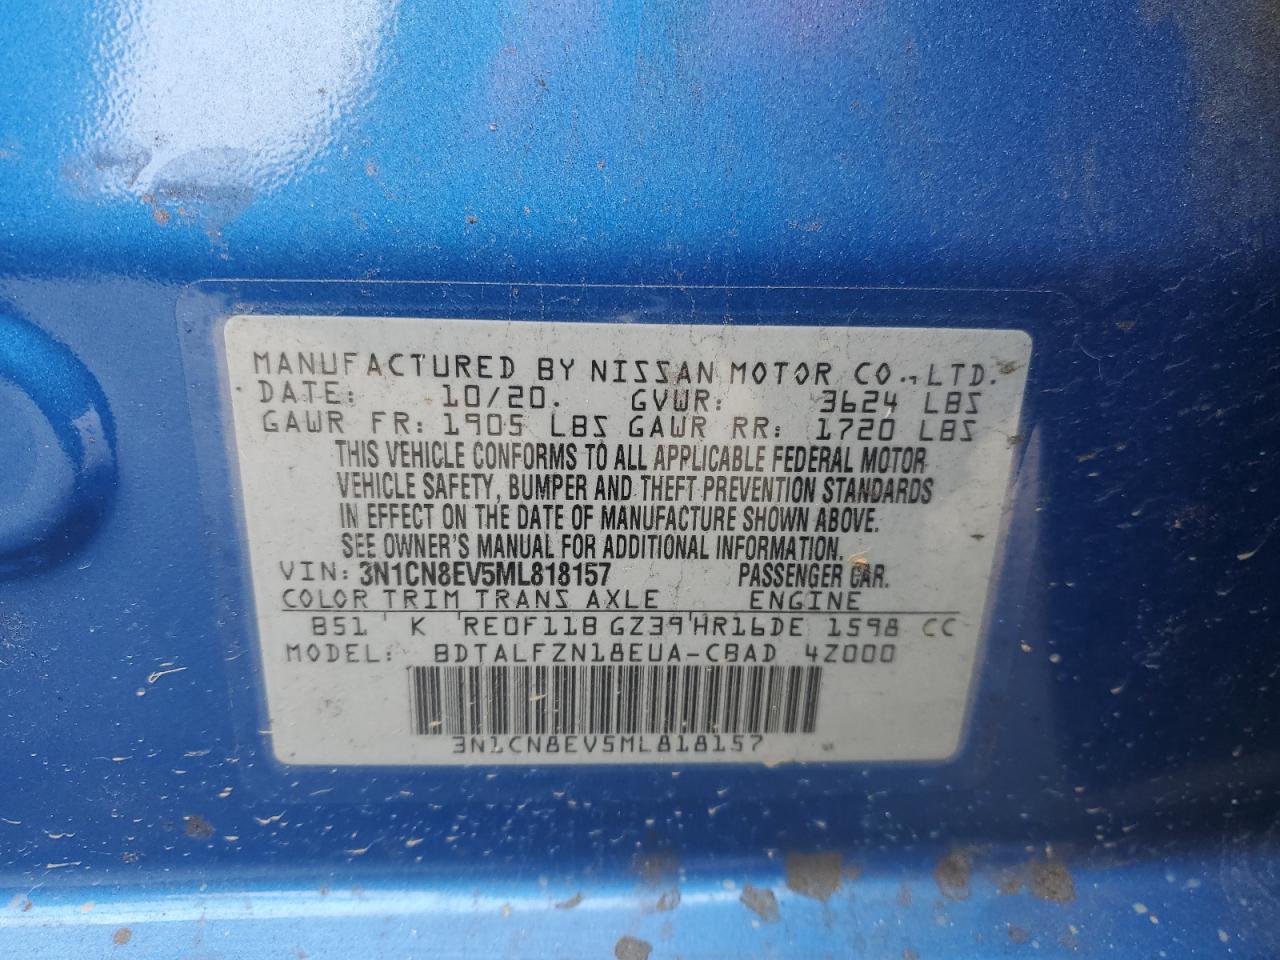 MANUFACTURED BY NISSAN MOTOR CO., LTD.
DATE: 10/20. GVWR: 3624 LBS
GAWR FR: 1905 LBS GAWR RR: 1720 LBS
THIS VEHICLE CONFORMS TO ALL APPLICABLE FEDERAL MOTOR
VEHICLE SAFETY, BUMPER AND THEFT PREVENTION STANDARDS
IN EFFECT ON THE DATE OF MANUFACTURE SHOWN ABOVE.
SEE OWNER'S MANUAL FOR ADDITIONAL INFORMATION.
VIN: 3N1CN8EV5ML818157 PASSENGER CAR.
COLOR TRIM TRANS AXLE ENGINE
B51 K RE0F11B GZ39 HR16DE 1598 CC
MODEL: BDTALFZN18EUA-CBAD 4Z000
3N1CN8EV5ML818157